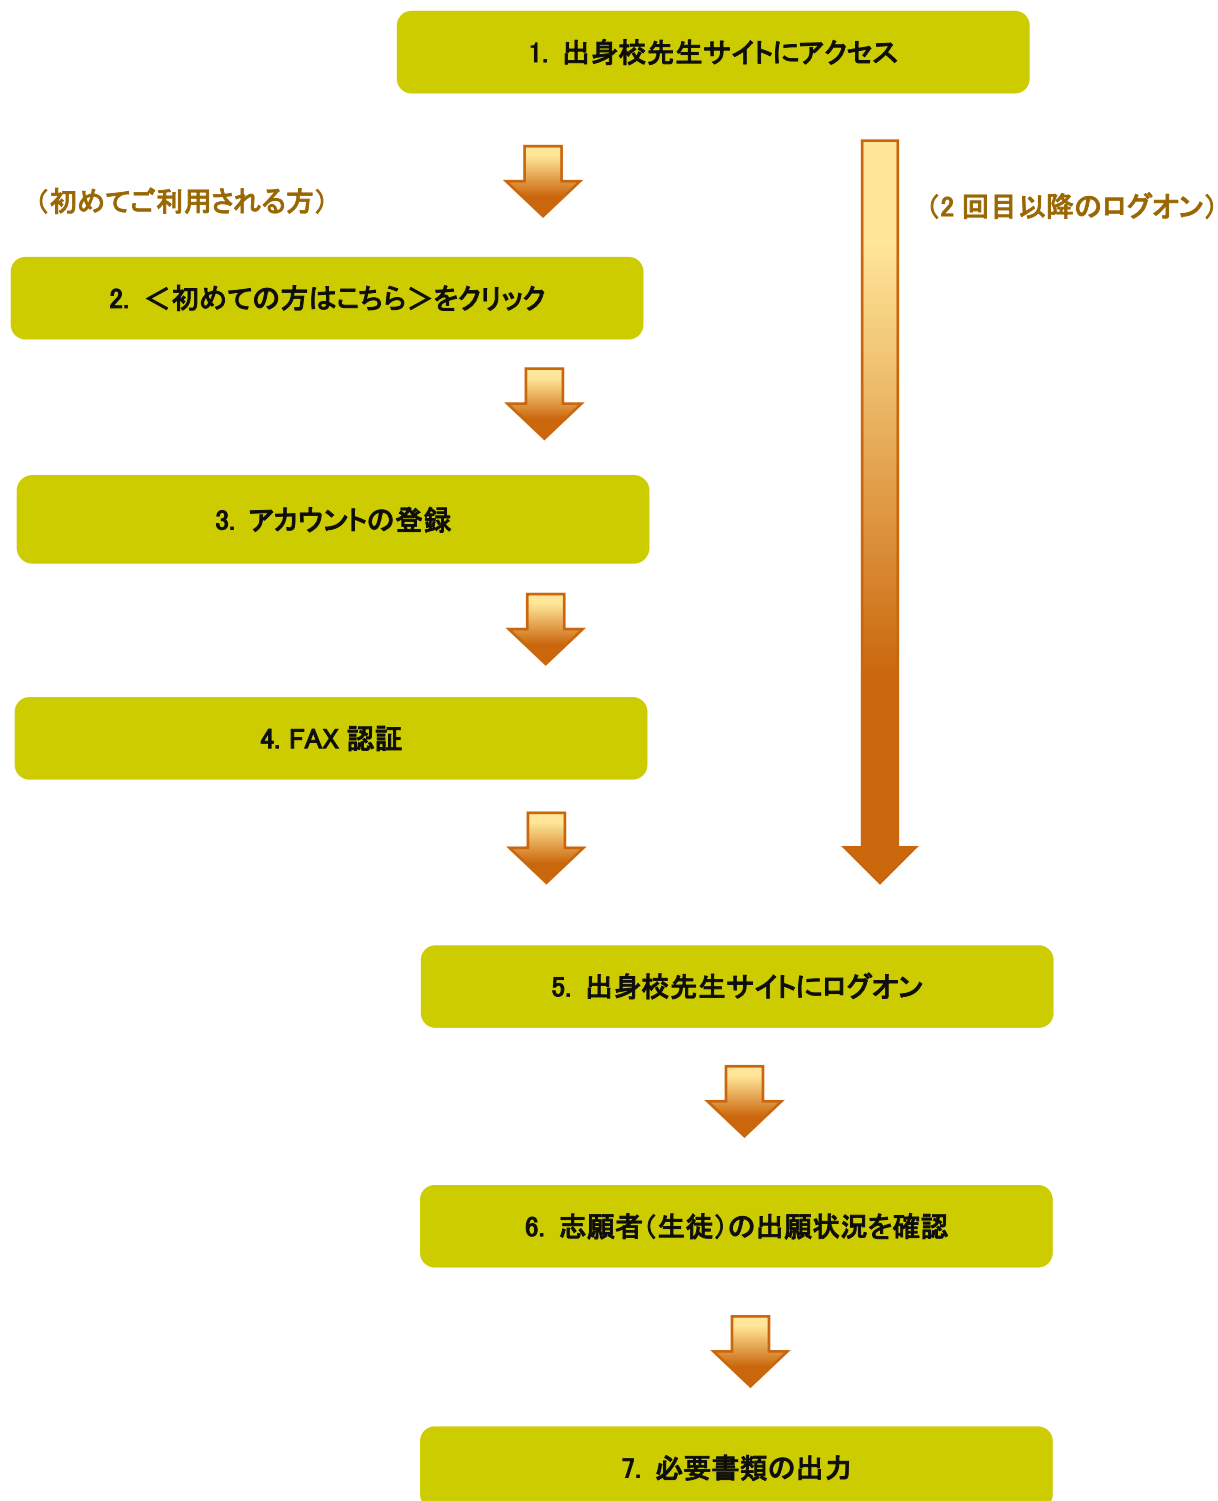 1. 出身校先生サイトにアクセス
（初めてご利用される方）
（2 回目以降のログオン）
2. ＜初めての方はこちら＞をクリック
3. アカウントの登録
4. FAX 認証
5. 出身校先生サイトにログオン
6. 志願者（生徒）の出願状況を確認
7. 必要書類の出力